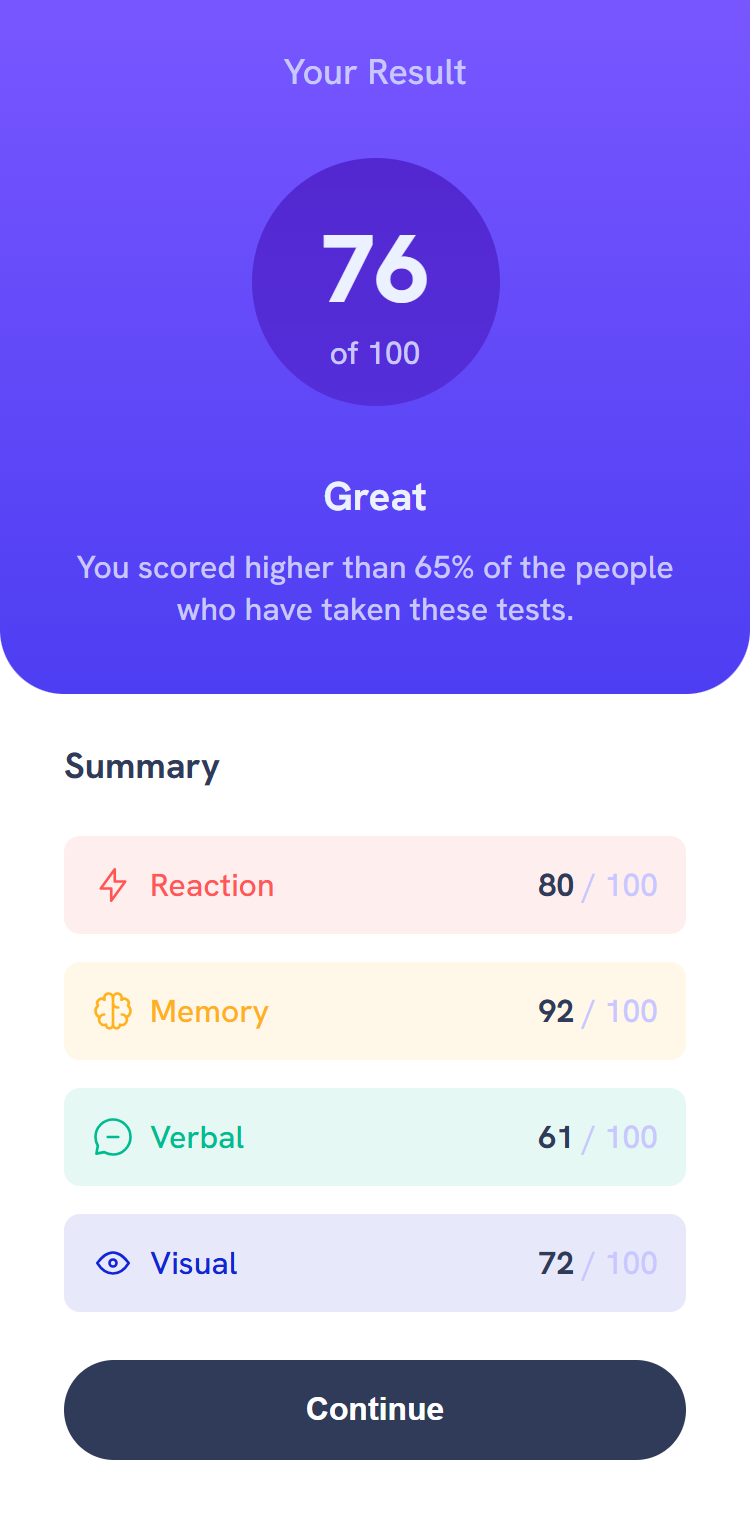 Your Result
76
of 100
Great
You scored higher than 65% of the people
who have taken these tests.
Summary
Reaction 80 / 100
Memory 92 / 100
Verbal 61 / 100
Visual 72 / 100
Continue